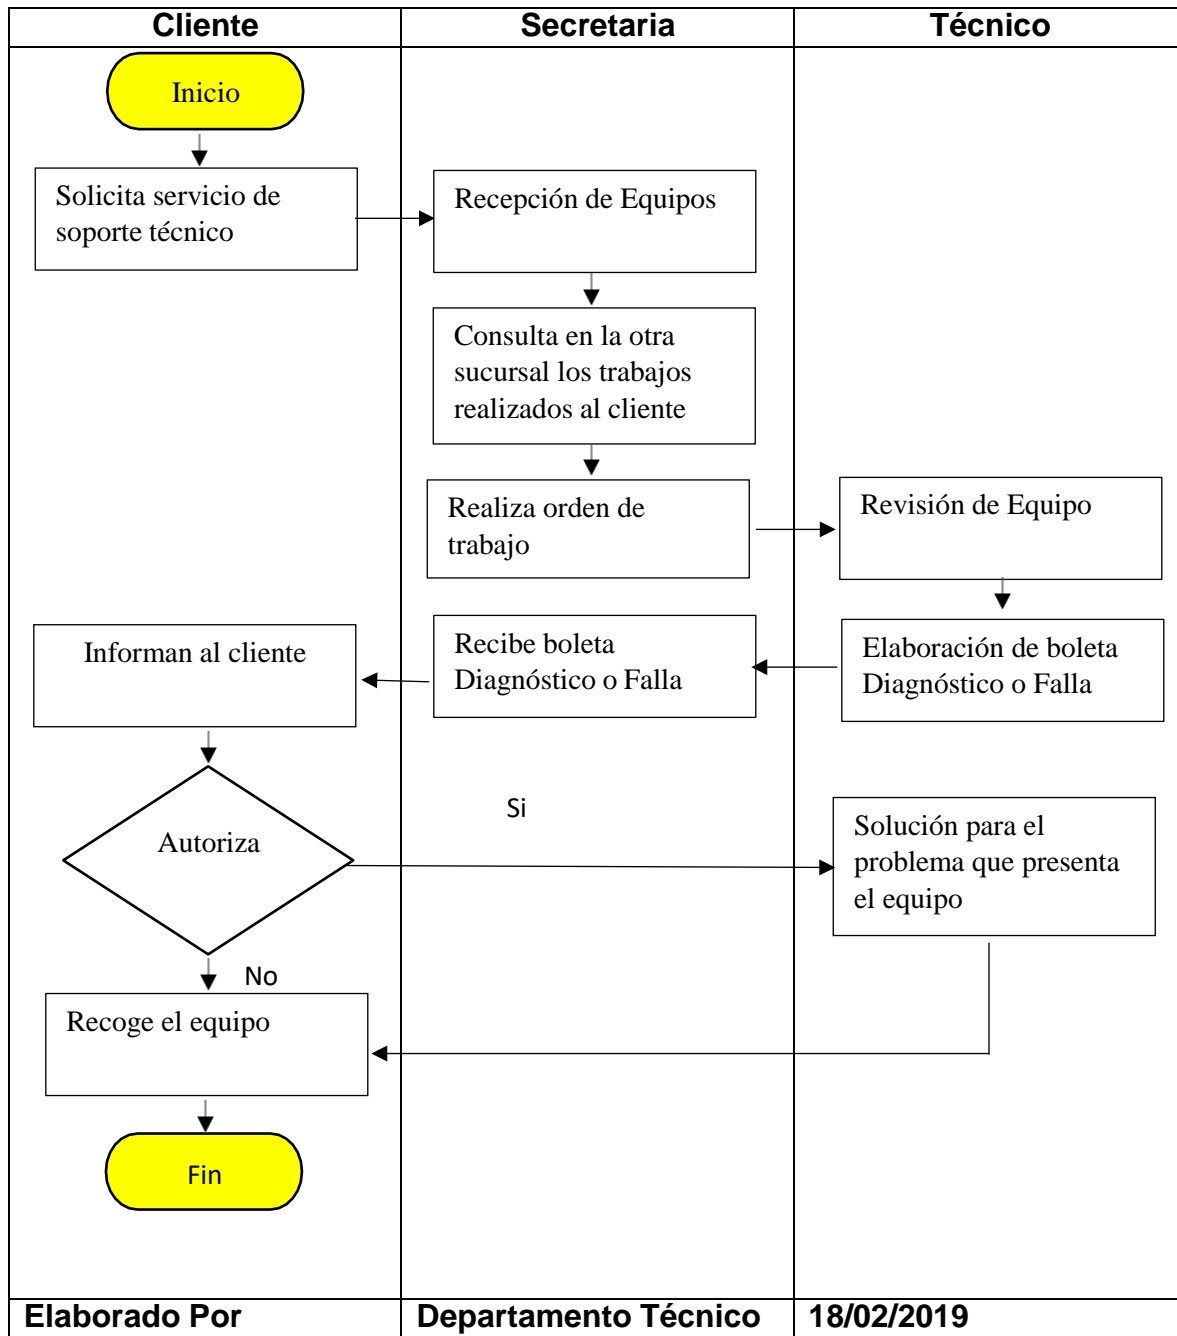 Cliente
Secretaria
Técnico
Inicio
Solicita servicio de
soporte técnico
Recepción de Equipos
Consulta en la otra
sucursal los trabajos
realizados al cliente
Realiza orden de
trabajo
Revisión de Equipo
Informan al cliente
Recibe boleta
Diagnóstico o Falla
Elaboración de boleta
Diagnóstico o Falla
Autoriza
Si
Solución para el
problema que presenta
el equipo
No
Recoge el equipo
Fin
Elaborado Por
Departamento Técnico
18/02/2019